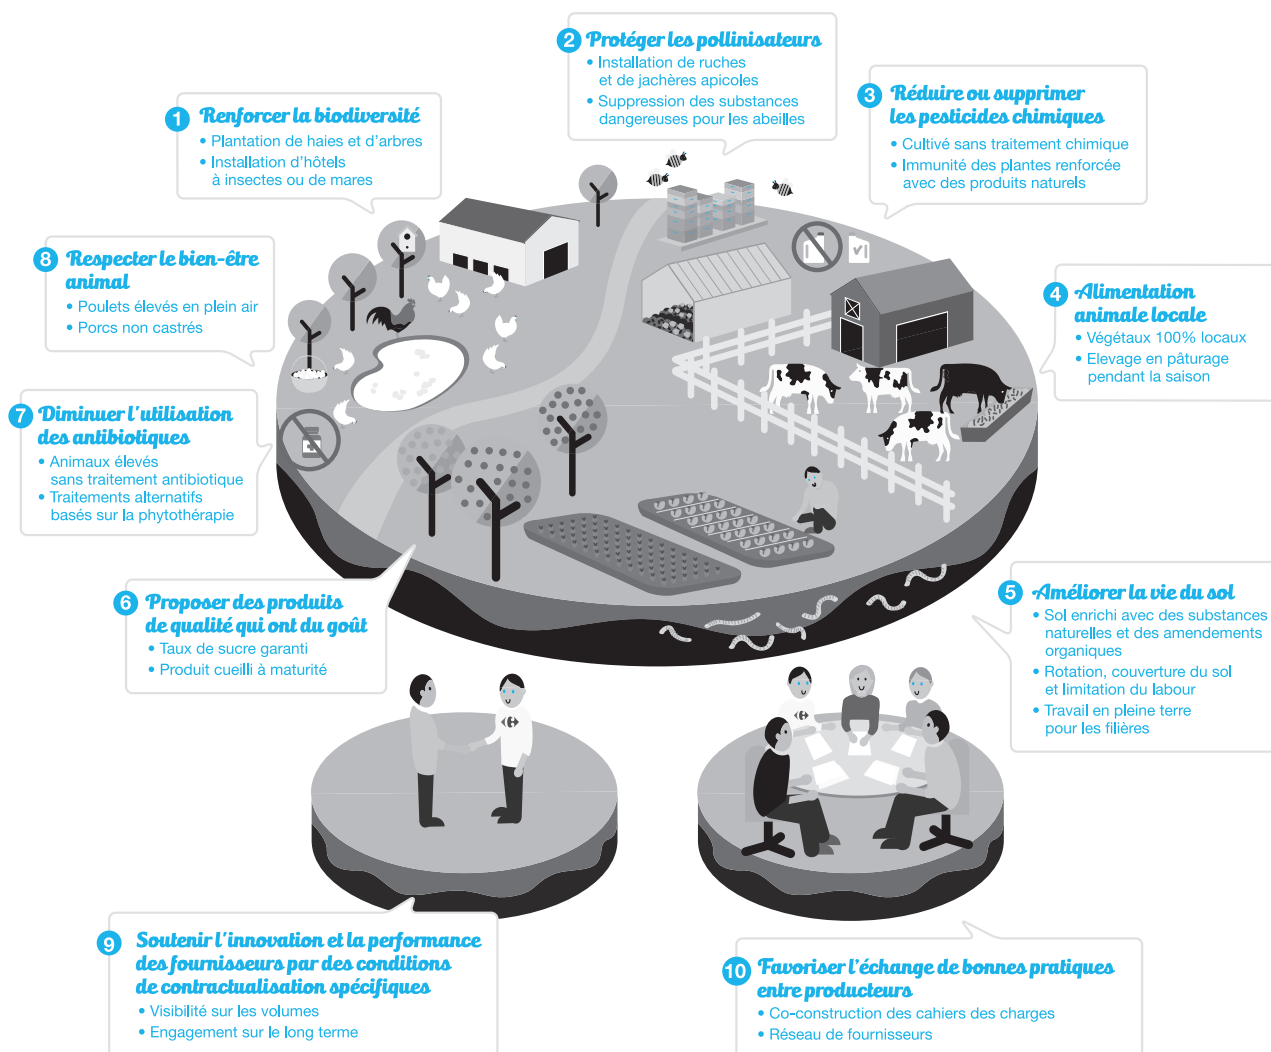 1 Renforcer la biodiversité
• Plantation de haies et d'arbres
• Installation d'hôtels
à insectes ou de mares
2 Protéger les pollinisateurs
• Installation de ruches
et de jachères apicoles
• Suppression des substances
dangereuses pour les abeilles
3 Réduire ou supprimer
les pesticides chimiques
• Cultivé sans traitement chimique
• Immunité des plantes renforcée
avec des produits naturels
4 Alimentation
animale locale
• Végétaux 100% locaux
• Elevage en pâturage
pendant la saison
5 Améliorer la vie du sol
• Sol enrichi avec des substances
naturelles et des amendements
organiques
• Rotation, couverture du sol
et limitation du labour
• Travail en pleine terre
pour les filières
6 Proposer des produits
de qualité qui ont du goût
• Taux de sucre garanti
• Produit cueilli à maturité
7 Diminuer l'utilisation
des antibiotiques
• Animaux élevés
sans traitement antibiotique
• Traitements alternatifs
basés sur la phytothérapie
8 Respecter le bien-être
animal
• Poulets élevés en plein air
• Porcs non castrés
9 Soutenir l'innovation et la performance
des fournisseurs par des conditions
de contractualisation spécifiques
• Visibilité sur les volumes
• Engagement sur le long terme
10 Favoriser l'échange de bonnes pratiques
entre producteurs
• Co-construction des cahiers des charges
• Réseau de fournisseurs